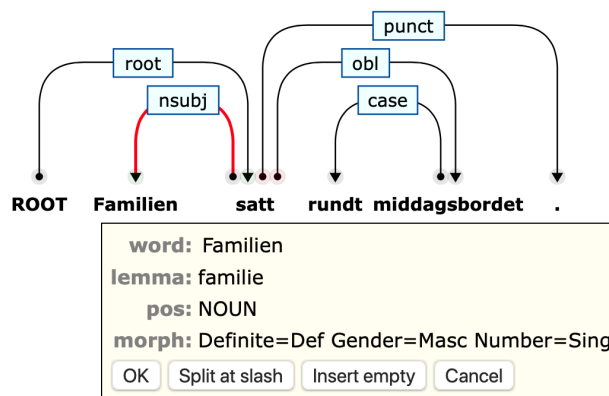 punct
root
obl
nsubj
case
ROOT Familien satt rundt middagsbordet .
word: Familien
lemma: familie
pos: NOUN
morph: Definite=Def Gender=Masc Number=Sing
OK Split at slash Insert empty Cancel